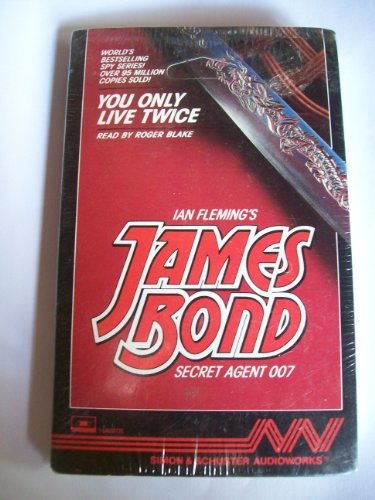 WORLD'S
BESTSELLING
SPY SERIES!
OVER 95 MILLION
COPIES SOLD!
YOU ONLY
LIVE TWICE
READ BY ROGER BLAKE
IAN FLEMING'S
JAMES
BOND
SECRET AGENT 007
SIMON & SCHUSTER AUDIOWORKS™